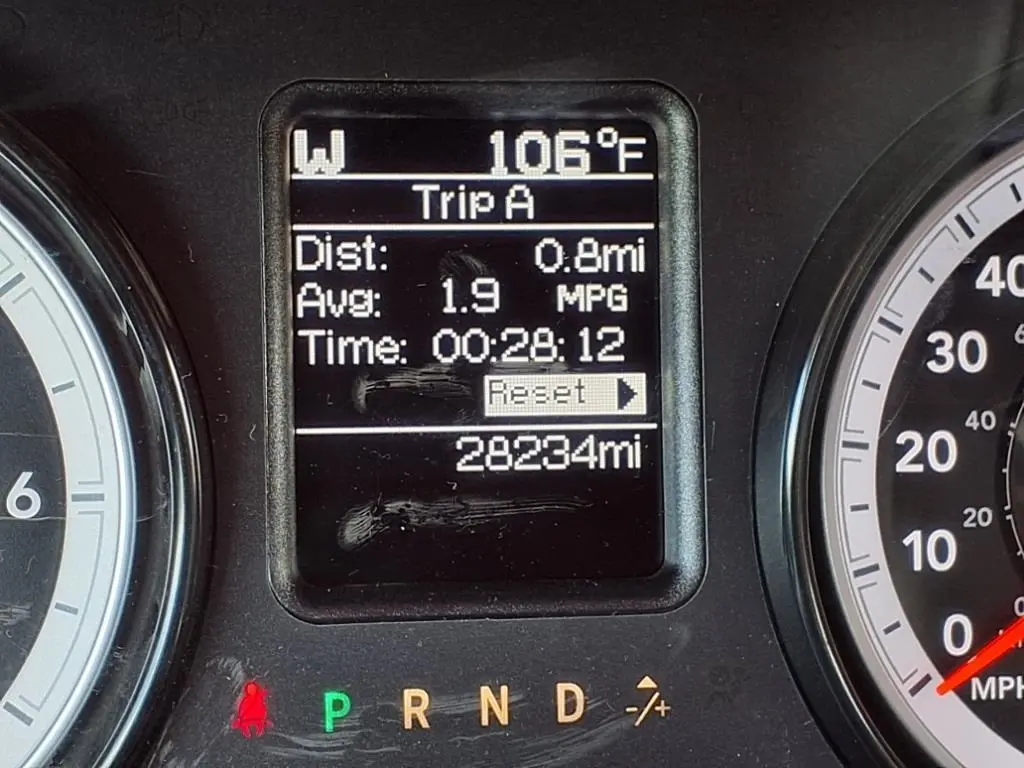 W 106°F
Trip A
Dist: 0.8mi
Avg: 1.9 MPG
Time: 00:28:12
Reset
28234mi
P R N D -/+
6
40
30
20
10
0
40
20
MPH